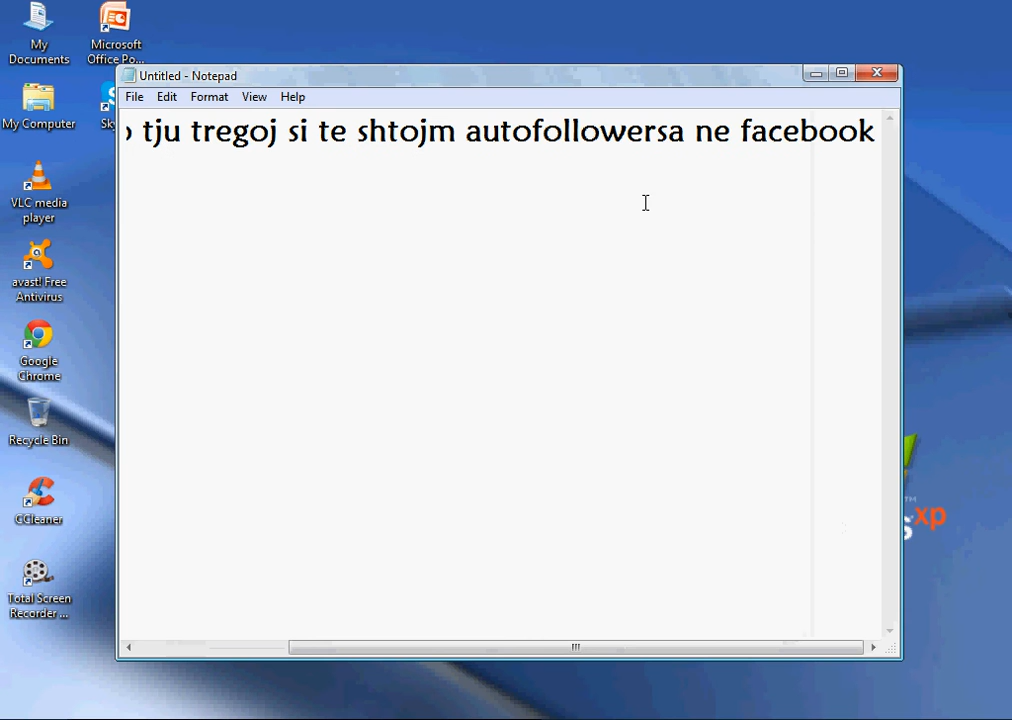 My Documents
Microsoft Office Po...
Untitled - Notepad
File Edit Format View Help
My Computer
tju tregoj si te shtojm autofollowersa ne facebook
VLC media player
avast! Free Antivirus
Google Chrome
Recycle Bin
CCleaner
xp
Total Screen Recorder ...